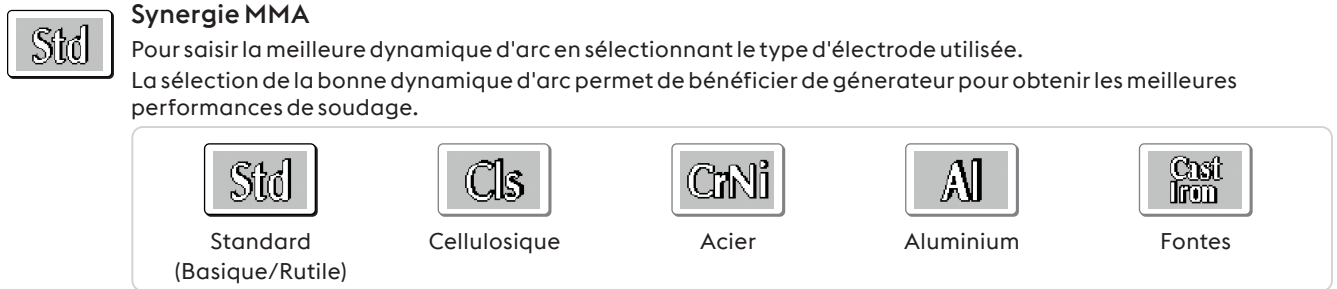 Synergie MMA
Std
Pour saisir la meilleure dynamique d'arc en sélectionnant le type d'électrode utilisée.
La sélection de la bonne dynamique d'arc permet de bénéficier de génerateur pour obtenir les meilleures
performances de soudage.
Std Cls CrNi Al Cast
Iron
Standard Cellulosique Acier Aluminium Fontes
(Basique/Rutile)